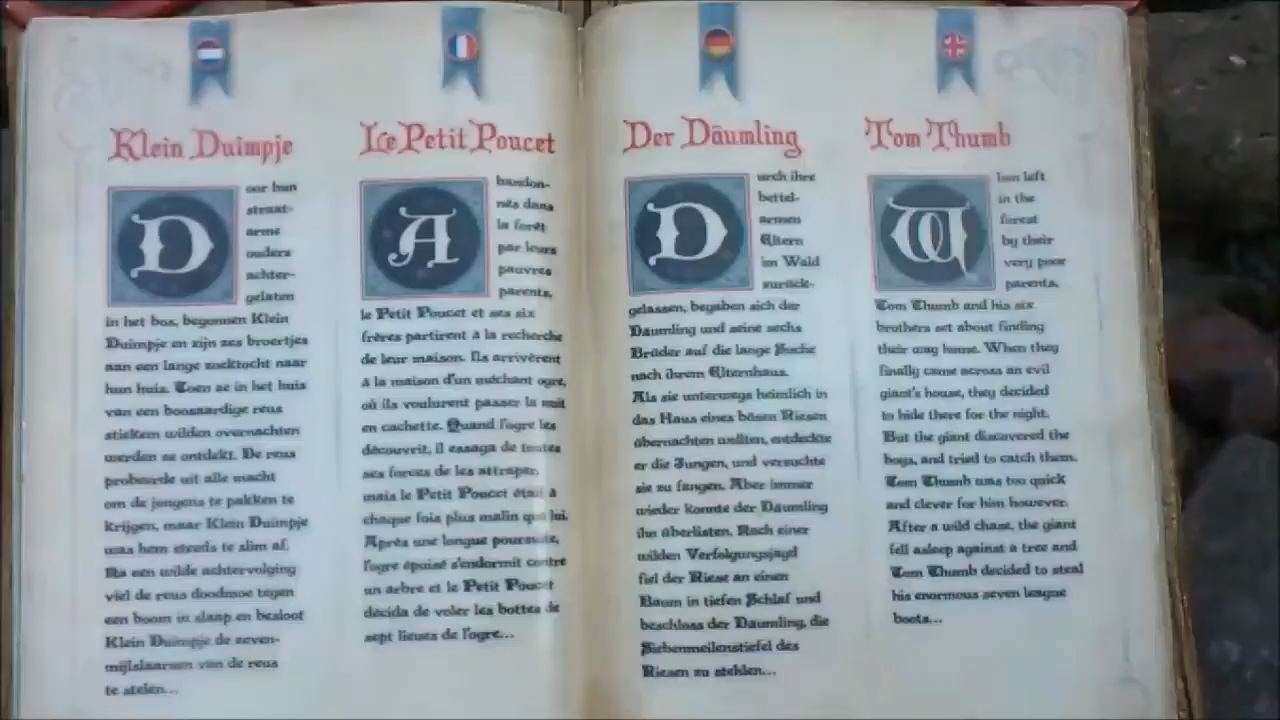 Klein Duimpje
Door hun
straat-
arme
ouders
achter-
gelaten
in het bos, begonnen Klein
Duimpje en zijn zes broertjes
aan een lange zoektocht naar
hun huis. Toen ze in het huis
van een boosaardige reus
stiekem wilden overnachten
werden ze ontdekt. De reus
probeerde uit alle macht
om de jongens te pakken te
krijgen, maar Klein Duimpje
was hem steeds te slim af.
Na een wilde achtervolging
viel de reus doodmoe tegen
een boom in slaap en besloot
Klein Duimpje de zeven-
mijlslaarzen van de reus
te stelen...
Le Petit Poucet
Abandon-
nés dans
la forêt
par leurs
pauvres
parents,
le Petit Poucet et ses six
frères partirent à la recherche
de leur maison. Ils arrivèrent
à la maison d'un méchant ogre,
où ils voulurent passer la nuit
en cachette. Quand l'ogre les
découvrit, il essaya de toutes
ses forces de les attraper,
mais le Petit Poucet était à
chaque fois plus malin que lui.
Après une longue poursuite,
l'ogre épuisé s'endormit contre
un arbre et le Petit Poucet
décida de voler les bottes de
sept lieues de l'ogre...
Der Däumling
Durch ihre
bettel-
armen
Eltern
im Wald
zurück-
gelassen, begaben sich der
Däumling und seine sechs
Brüder auf die lange Suche
nach ihrem Elternhaus.
Als sie unterwegs heimlich in
das Haus eines bösen Riesen
übernachten wollten, entdeckte
er die Jungen, und versuchte
sie zu fangen. Aber immer
wieder konnte der Däumling
ihn überlisten. Nach einer
wilden Verfolgungsjagd
fiel der Riese an einen
Baum in tiefen Schlaf und
beschloss der Däumling, die
Siebenmeilenstiefel des
Riesen zu stehlen...
Tom Thumb
When left
in the
forest
by their
very poor
parents,
Tom Thumb and his six
brothers set about finding
their way home. When they
finally came across an evil
giant's house, they decided
to hide there for the night.
But the giant discovered the
boys, and tried to catch them.
Tom Thumb was too quick
and clever for him however.
After a wild chase, the giant
fell asleep against a tree and
Tom Thumb decided to steal
his enormous seven league
boots...